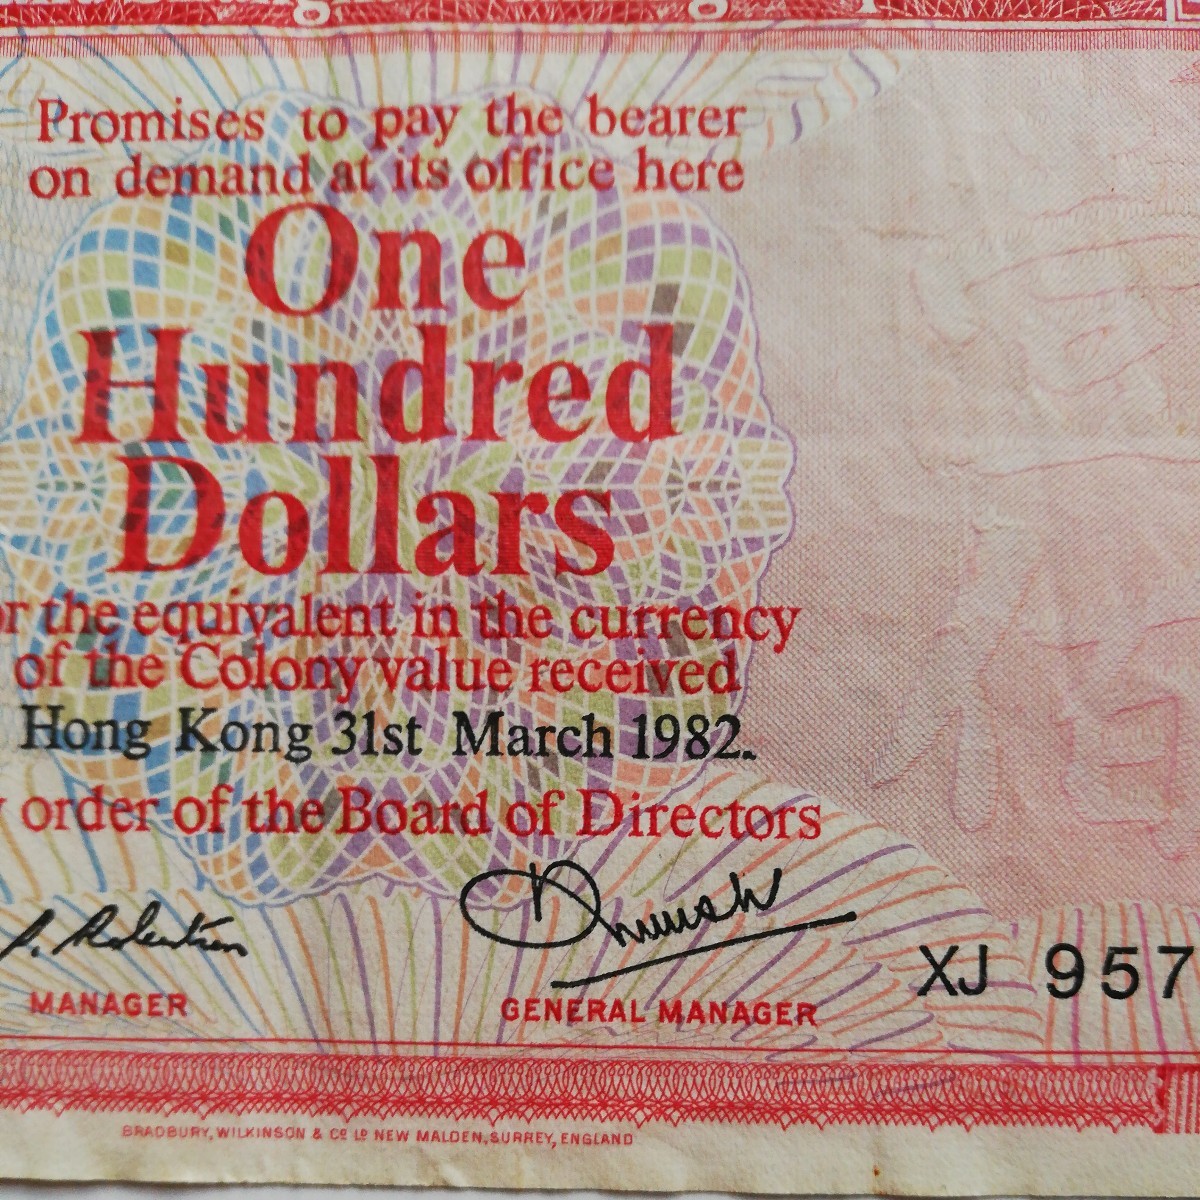 Promises to pay the bearer
on demand at its office here
One
Hundred
Dollars
or the equivalent in the currency
of the Colony value received
Hong Kong 31st March 1982.
order of the Board of Directors
MANAGER
GENERAL MANAGER
XJ 957
BRADBURY, WILKINSON & Cº Lᴰ NEW MALDEN, SURREY, ENGLAND